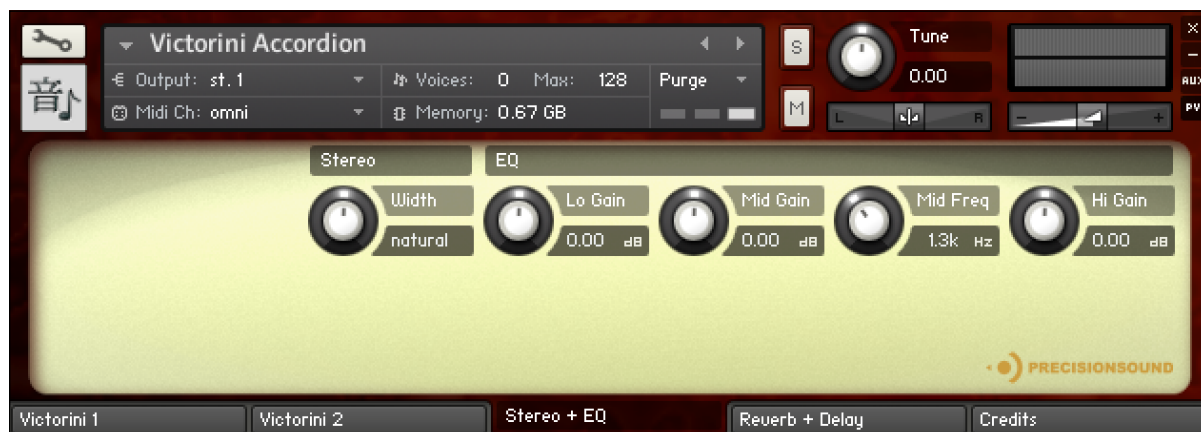 Victorini Accordion
S
Tune
X
Output: st. 1
Voices: 0 Max: 128
Purge
0.00
–
AUX
音
Midi Ch: omni
Memory: 0.67 GB
M
L
R
–
+
PV
Stereo
EQ
Width
Lo Gain
Mid Gain
Mid Freq
Hi Gain
natural
0.00 dB
0.00 dB
1.3k Hz
0.00 dB
PRECISIONSOUND
Victorini 1
Victorini 2
Stereo + EQ
Reverb + Delay
Credits